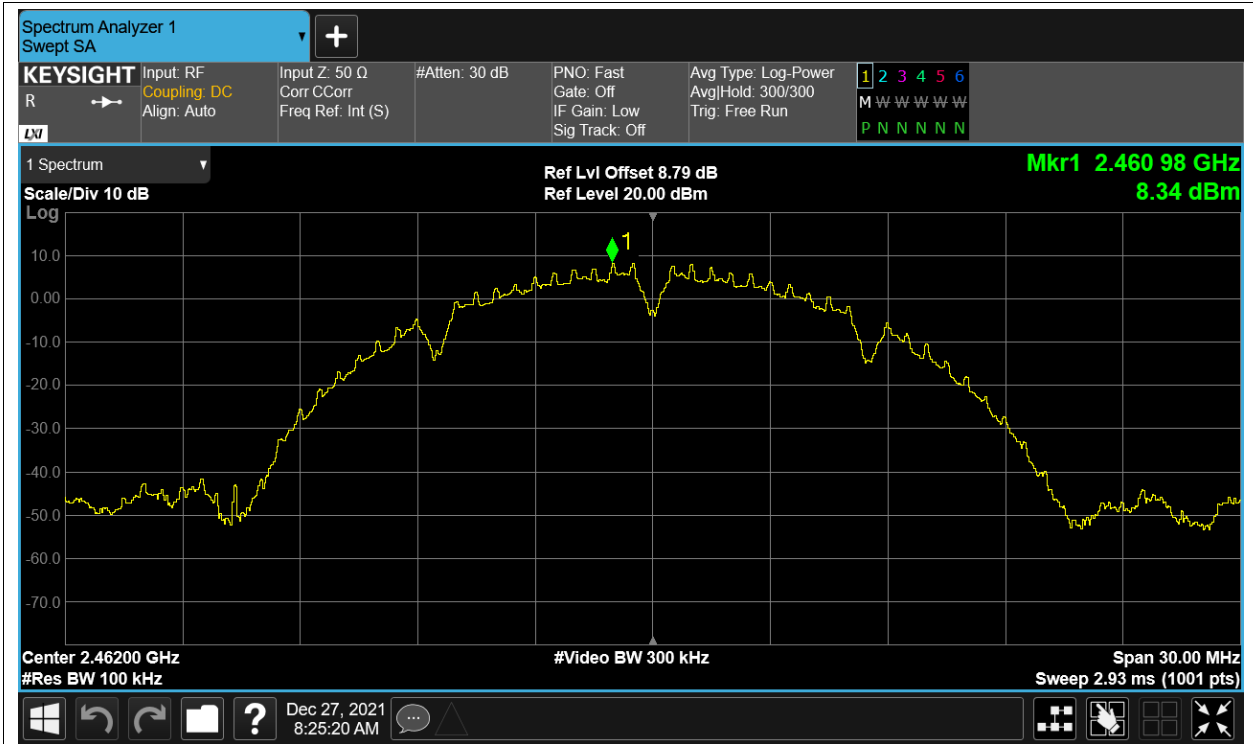 Spectrum Analyzer 1
Swept SA
KEYSIGHT
R
LXI
Input: RF
Coupling: DC
Align: Auto
Input Z: 50 Ω
Corr CCorr
Freq Ref: Int (S)
#Atten: 30 dB
PNO: Fast
Gate: Off
IF Gain: Low
Sig Track: Off
Avg Type: Log-Power
Avg|Hold: 300/300
Trig: Free Run
1 2 3 4 5 6
M W W W W W
P N N N N N
1 Spectrum
Scale/Div 10 dB
Log
Ref Lvl Offset 8.79 dB
Ref Level 20.00 dBm
Mkr1 2.460 98 GHz
8.34 dBm
1
10.0
0.00
-10.0
-20.0
-30.0
-40.0
-50.0
-60.0
-70.0
Center 2.46200 GHz
#Res BW 100 kHz
#Video BW 300 kHz
Span 30.00 MHz
Sweep 2.93 ms (1001 pts)
?
Dec 27, 2021
8:25:20 AM